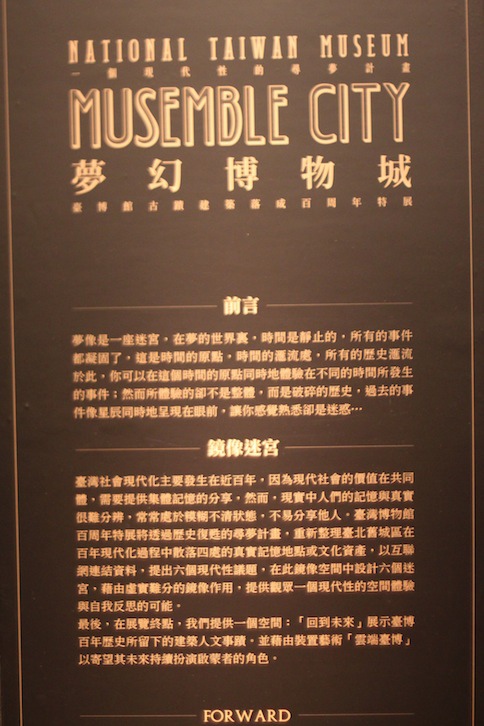 NATIONAL TAIWAN MUSEUM
一個現代性的尋夢計畫
MUSEMBLE CITY
夢幻博物城
臺博館古蹟建築落成百周年特展
前言
夢像是一座迷宮，在夢的世界裏，時間是靜止的，所有的事件
都凝固了，這是時間的原點，時間的滙流處，所有的歷史滙流
於此，你可以在這個時間的原點同時地體驗在不同的時間所發生
的事件；然而所體驗的卻不是整體，而是破碎的歷史，過去的事
件像星辰同時地呈現在眼前，讓你感覺熟悉卻是迷惑…
鏡像迷宮
臺灣社會現代化主要發生在近百年，因為現代社會的價值在共同
體，需要提供集體記憶的分享，然而，現實中人們的記憶與真實
很難分辨，常常處於模糊不清狀態，不易分享他人。臺灣博物館
百周年特展將透過歷史復甦的尋夢計畫，重新整理臺北舊城區在
百年現代化過程中散落四處的真實記憶地點或文化資產，以互聯
網連結資料，提出六個現代性議題，在此鏡像空間中設計六個迷
宮，藉由虛實難分的鏡像作用，提供觀眾一個現代性的空間體驗
與自我反思的可能。
最後，在展覽終點，我們提供一個空間：「回到未來」展示臺博
百年歷史所留下的建築人文事蹟，並藉由裝置藝術「雲端臺博」
以寄望其未來持續扮演啟蒙者的角色。
FORWARD